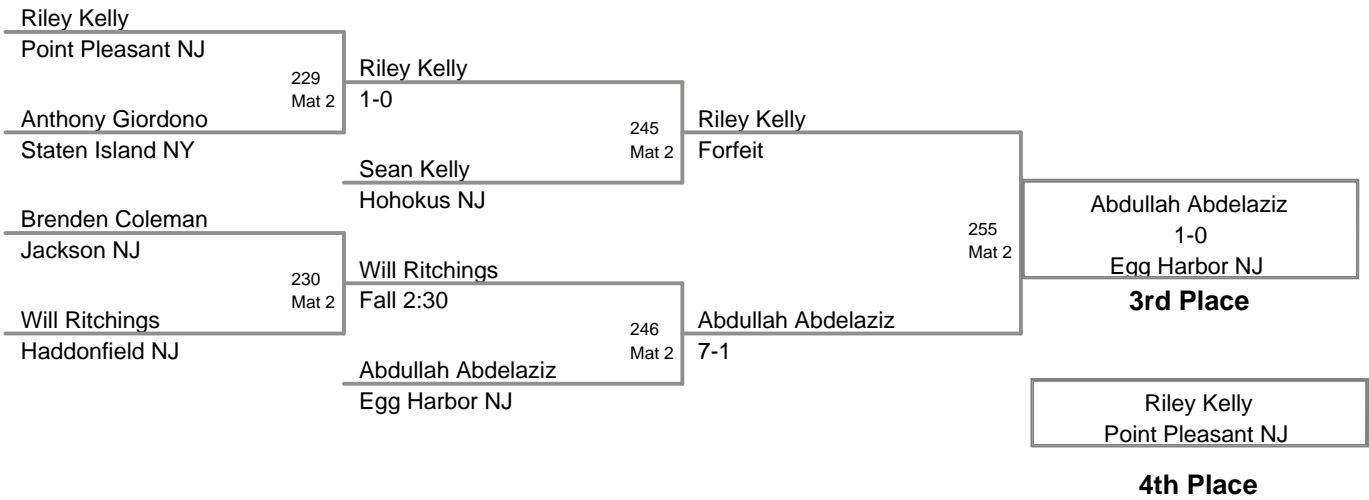 Riley Kelly
Point Pleasant NJ
229
Mat 2
Anthony Giordono
Staten Island NY
Brenden Coleman
Jackson NJ
230
Mat 2
Will Ritchings
Haddonfield NJ
Riley Kelly
1-0
245
Mat 2
Sean Kelly
Hohokus NJ
Will Ritchings
Fall 2:30
246
Mat 2
Abdullah Abdelaziz
Egg Harbor NJ
Riley Kelly
Forfeit
255
Mat 2
Abdullah Abdelaziz
7-1
Abdullah Abdelaziz
1-0
Egg Harbor NJ
3rd Place
Riley Kelly
Point Pleasant NJ
4th Place